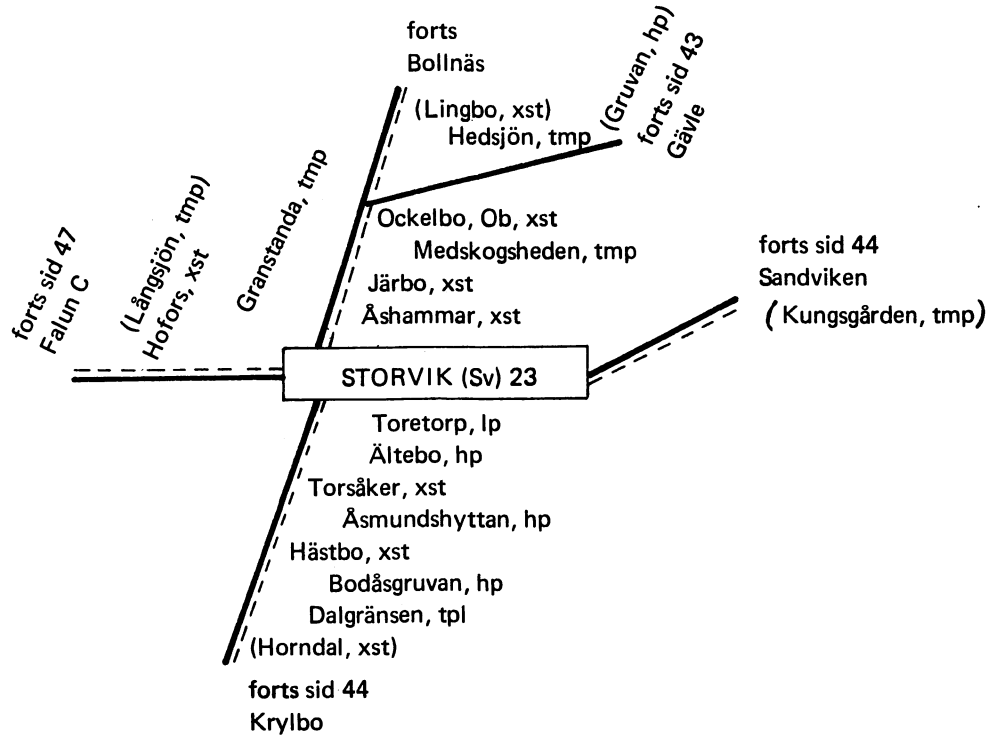 forts
Bollnäs
(Lingbo, xst)
Hedsjön, tmp
(Gruvan, hp)
forts sid 43
Gävle
Ockelbo, Ob, xst
Medskogsheden, tmp
Järbo, xst
Åshammar, xst
forts sid 47
Falun C
(Långsjön, tmp)
Hofors, xst
Granstanda, tmp
forts sid 44
Sandviken
(Kungsgården, tmp)
STORVIK (Sv) 23
Toretorp, lp
Ältebo, hp
Torsåker, xst
Åsmundshyttan, hp
Hästbo, xst
Bodåsgruvan, hp
Dalgränsen, tpl
(Horndal, xst)
forts sid 44
Krylbo